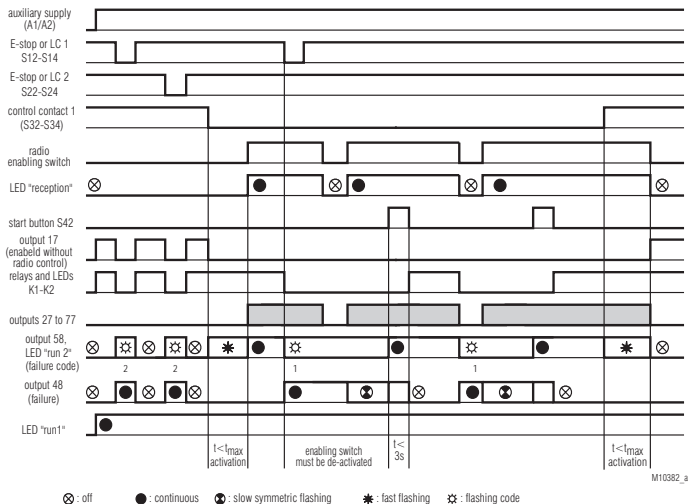 auxiliary supply
(A1/A2)
E-stop or LC 1
S12-S14
E-stop or LC 2
S22-S24
control contact 1
(S32-S34)
radio
enabling switch
LED "reception"
start button S42
output 17
(enabeld without
radio control)
relays and LEDs
K1-K2
outputs 27 to 77
output 58,
LED "run 2"
(failure code)
2
2
1
1
output 48
(failure)
LED "run1"
t<tmax
activation
enabling switch
must be de-activated
t<
3s
t<tmax
activation
M10382_a
: off
: continuous
: slow symmetric flashing
: fast flashing
: flashing code